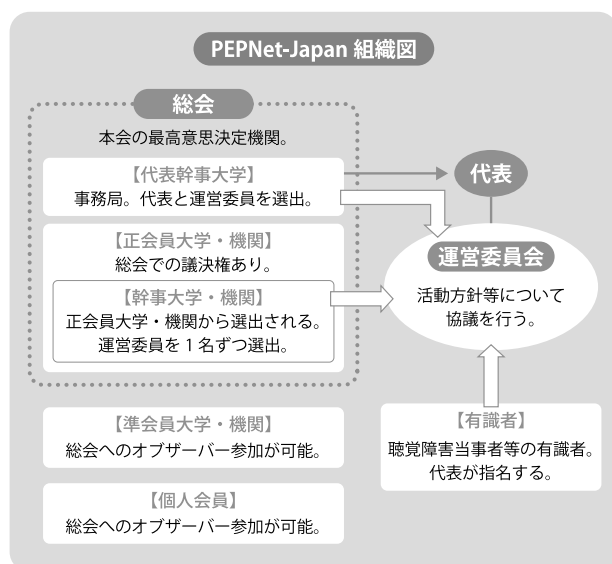 PEPNet-Japan 組織図
総会
本会の最高意思決定機関。
【代表幹事大学】
事務局。代表と運営委員を選出。
【正会員大学・機関】
総会での議決権あり。
【幹事大学・機関】
正会員大学・機関から選出される。
運営委員を1名ずつ選出。
【準会員大学・機関】
総会へのオブザーバー参加が可能。
【個人会員】
総会へのオブザーバー参加が可能。
代表
運営委員会
活動方針等について
協議を行う。
【有識者】
聴覚障害当事者等の有識者。
代表が指名する。